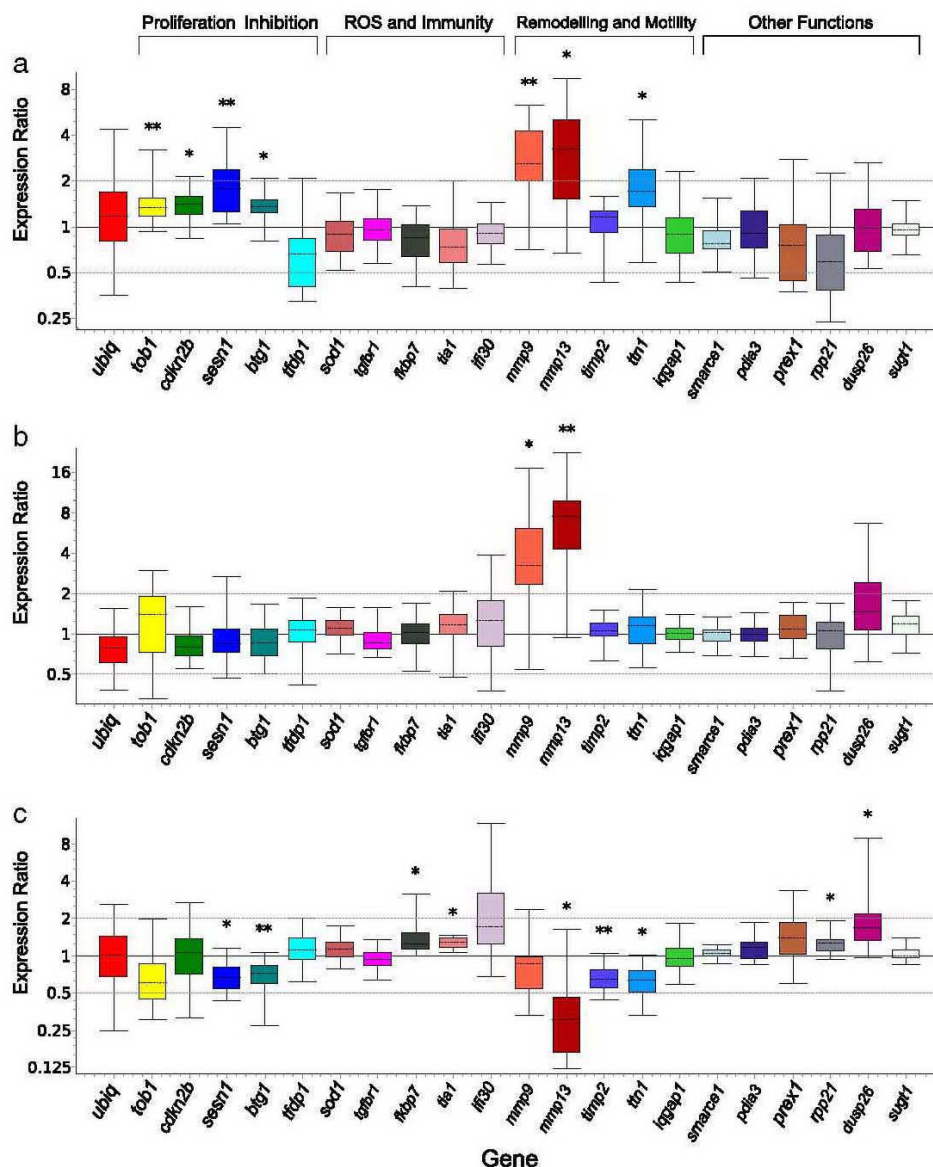 Proliferation Inhibition ROS and Immunity Remodelling and Motility Other Functions
a
Expression Ratio
8
4
2
1
0.5
0.25
** * ** * ** * *
ubiq tob1 cdkn2b sesn1 btg1 tfdp1 sod1 tgfbr1 fkbp7 tia1 ifi30 mmp9 mmp13 timp2 ttn1 iqgap1 smarce1 pdia3 prex1 rpp21 dusp26 sugt1
b
Expression Ratio
16
8
4
2
1
0.5
* **
ubiq tob1 cdkn2b sesn1 btg1 tfdp1 sod1 tgfbr1 fkbp7 tia1 ifi30 mmp9 mmp13 timp2 ttn1 iqgap1 smarce1 pdia3 prex1 rpp21 dusp26 sugt1
c
Expression Ratio
8
4
2
1
0.5
0.25
0.125
* ** * * * ** * * *
ubiq tob1 cdkn2b sesn1 btg1 tfdp1 sod1 tgfbr1 fkbp7 tia1 ifi30 mmp9 mmp13 timp2 ttn1 iqgap1 smarce1 pdia3 prex1 rpp21 dusp26 sugt1
Gene